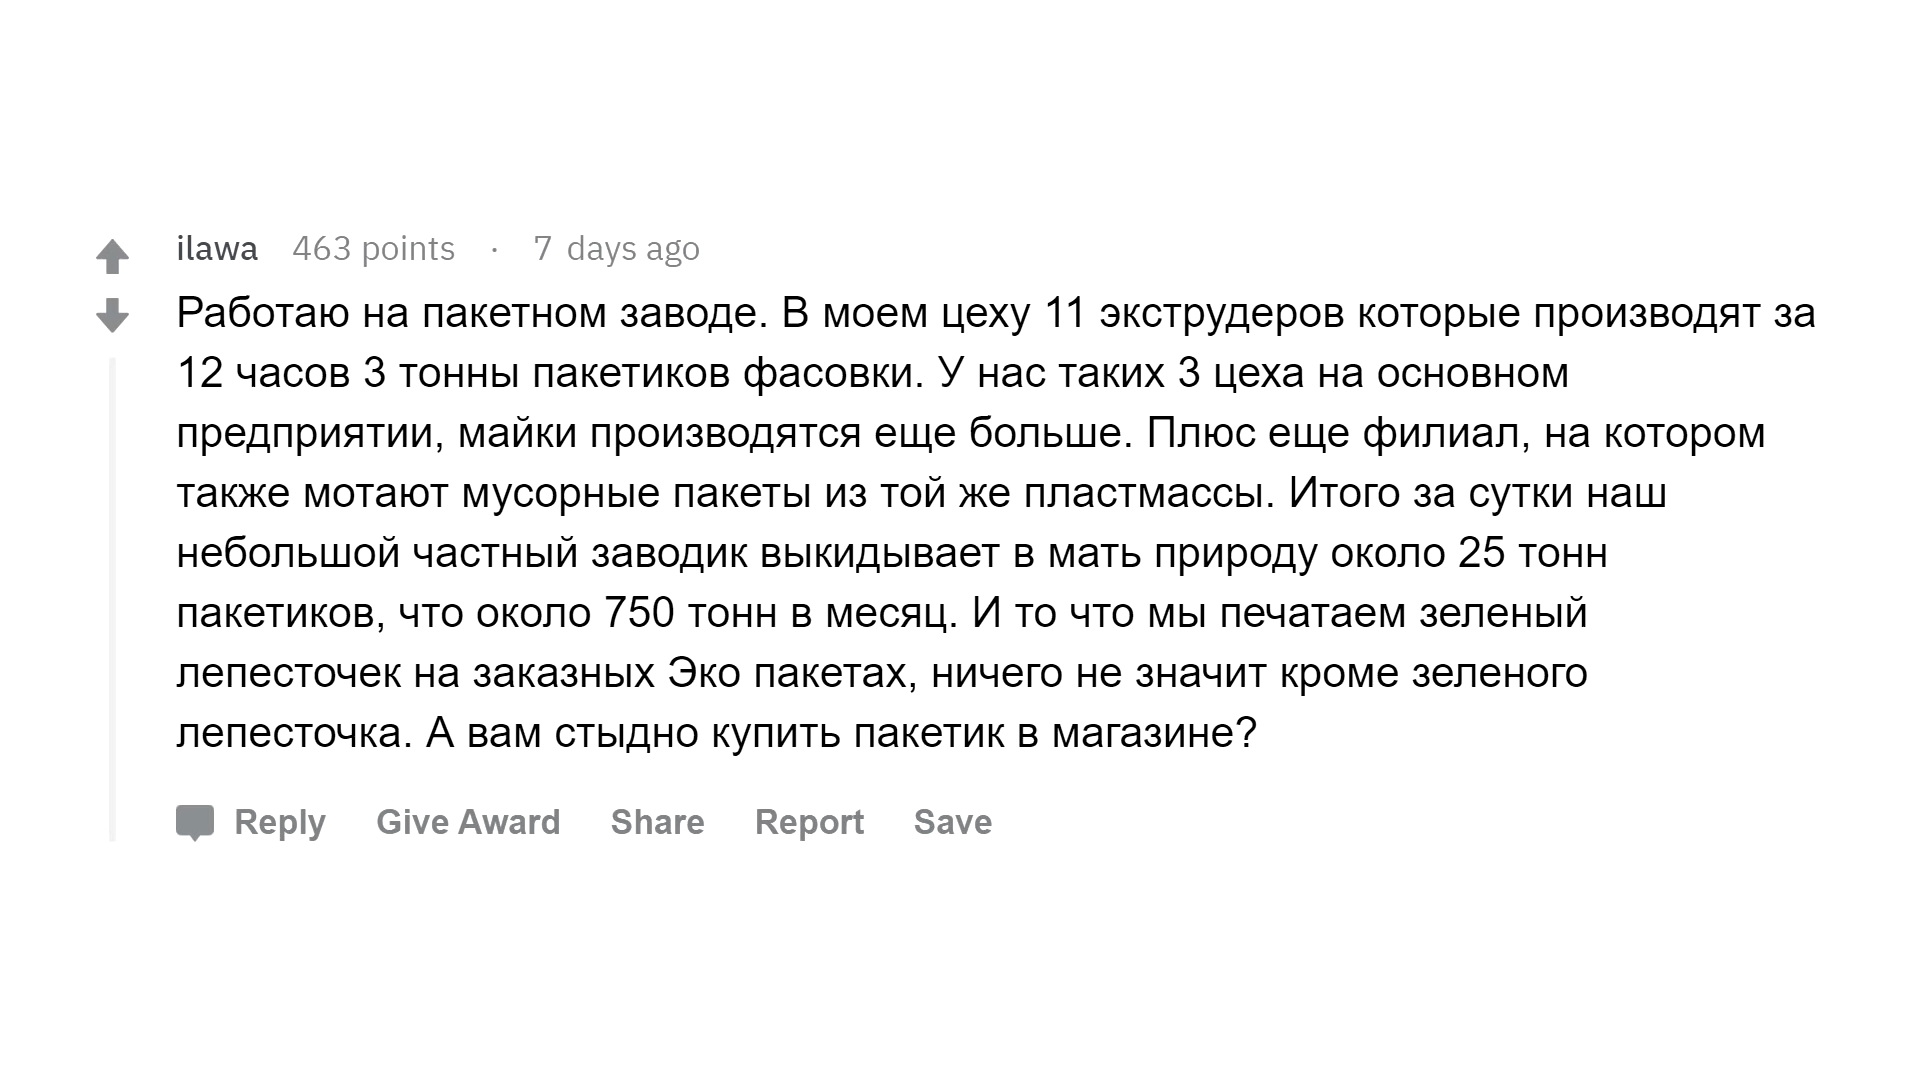 ilawa 463 points · 7 days ago
Работаю на пакетном заводе. В моем цеху 11 экструдеров которые производят за
12 часов 3 тонны пакетиков фасовки. У нас таких 3 цеха на основном
предприятии, майки производятся еще больше. Плюс еще филиал, на котором
также мотают мусорные пакеты из той же пластмассы. Итого за сутки наш
небольшой частный заводик выкидывает в мать природу около 25 тонн
пакетиков, что около 750 тонн в месяц. И то что мы печатаем зеленый
лепесточек на заказных Эко пакетах, ничего не значит кроме зеленого
лепесточка. А вам стыдно купить пакетик в магазине?
Reply Give Award Share Report Save